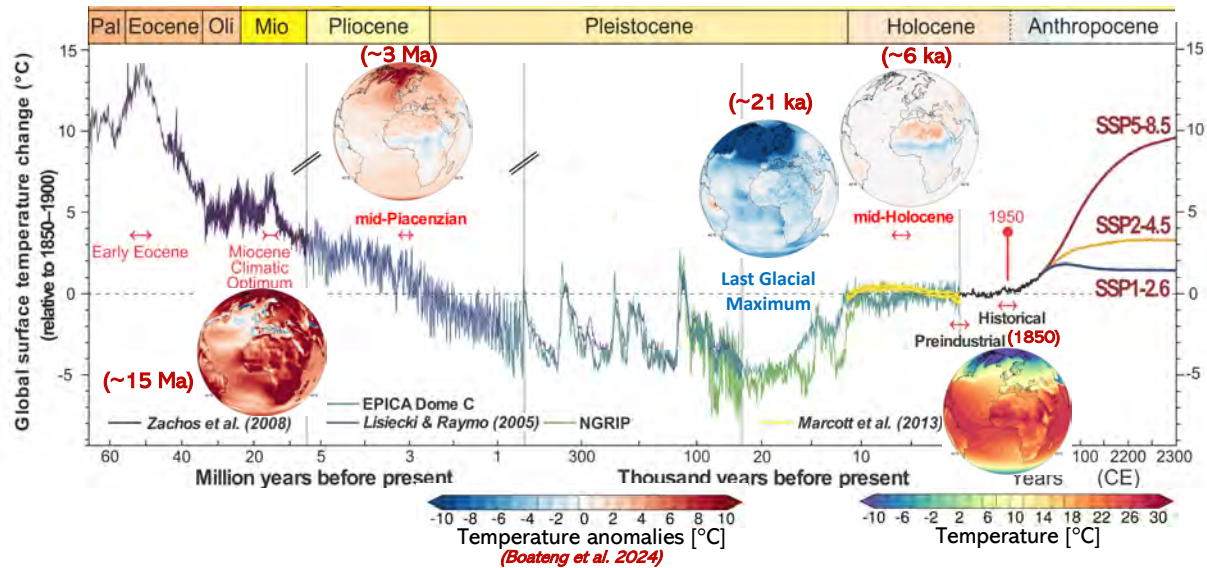 Pal Eocene Oli Mio Pliocene Pleistocene Holocene Anthropocene
(~3 Ma)
(~6 ka)
(~21 ka)
Global surface temperature change (°C)
(relative to 1850–1900)
15
10
5
0
-5
15
10
5
0
-5
SSP5-8.5
SSP2-4.5
SSP1-2.6
mid-Piacenzian
mid-Holocene
1950
Early Eocene
Miocene
Climatic
Optimum
Last Glacial
Maximum
Historical
Preindustrial (1850)
(~15 Ma)
EPICA Dome C
Zachos et al. (2008)
Lisiecki & Raymo (2005)
NGRIP
Marcott et al. (2013)
60 40 20 5 3 1 300 100 20 10 100 2200 2300
Million years before present
Thousand years before present
Years (CE)
-10 -8 -6 -4 -2 0 2 4 6 8 10
Temperature anomalies [°C]
(Boateng et al. 2024)
-10 -6 -2 2 6 10 14 18 22 26 30
Temperature [°C]